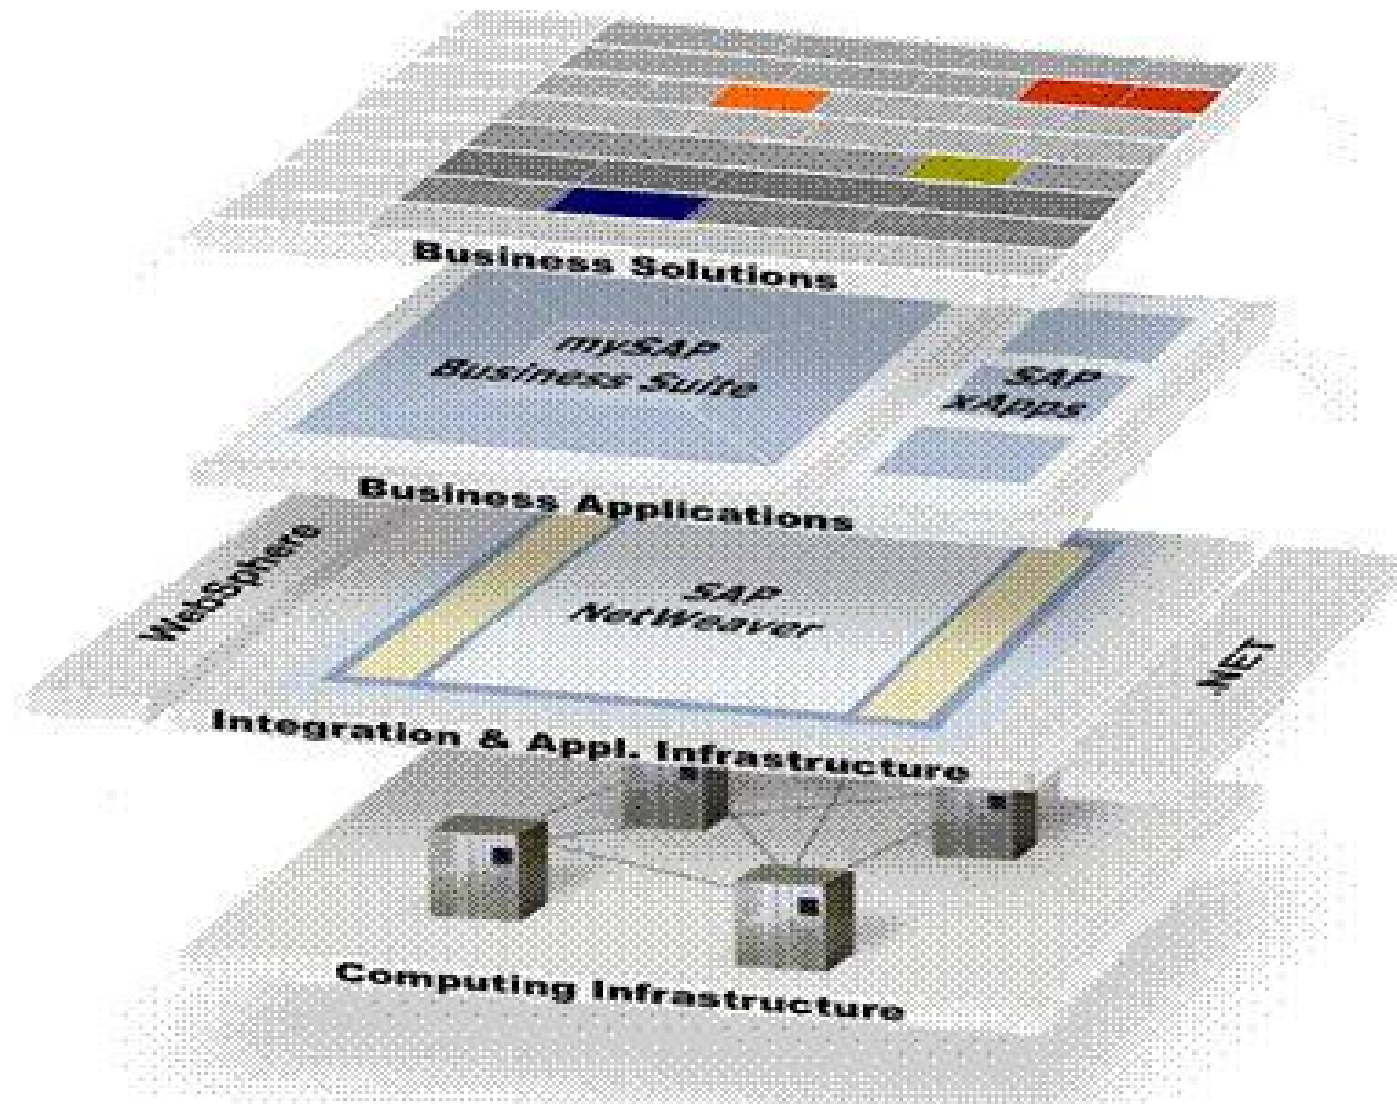 Business Solutions
mySAP
Business Suite
SAP
xApps
Business Applications
WebSphere
SAP
NetWeaver
.NET
Integration & Appl. Infrastructure
Computing Infrastructure